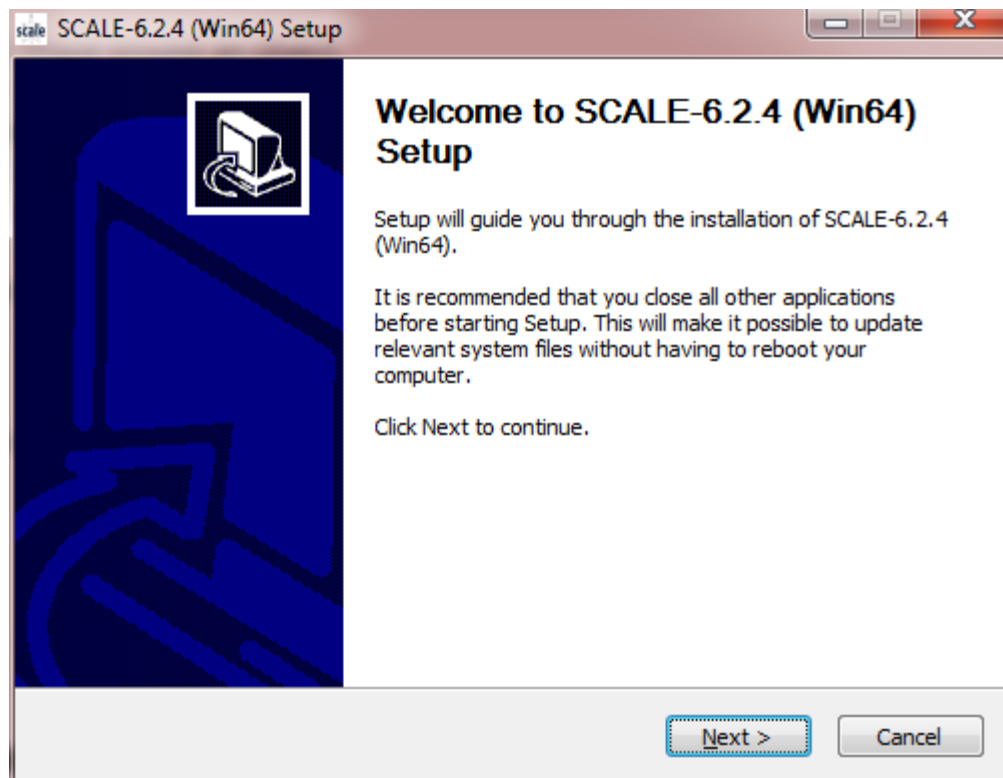 scale SCALE-6.2.4 (Win64) Setup
Welcome to SCALE-6.2.4 (Win64)
Setup
Setup will guide you through the installation of SCALE-6.2.4
(Win64).
It is recommended that you close all other applications
before starting Setup. This will make it possible to update
relevant system files without having to reboot your
computer.
Click Next to continue.
Next > Cancel